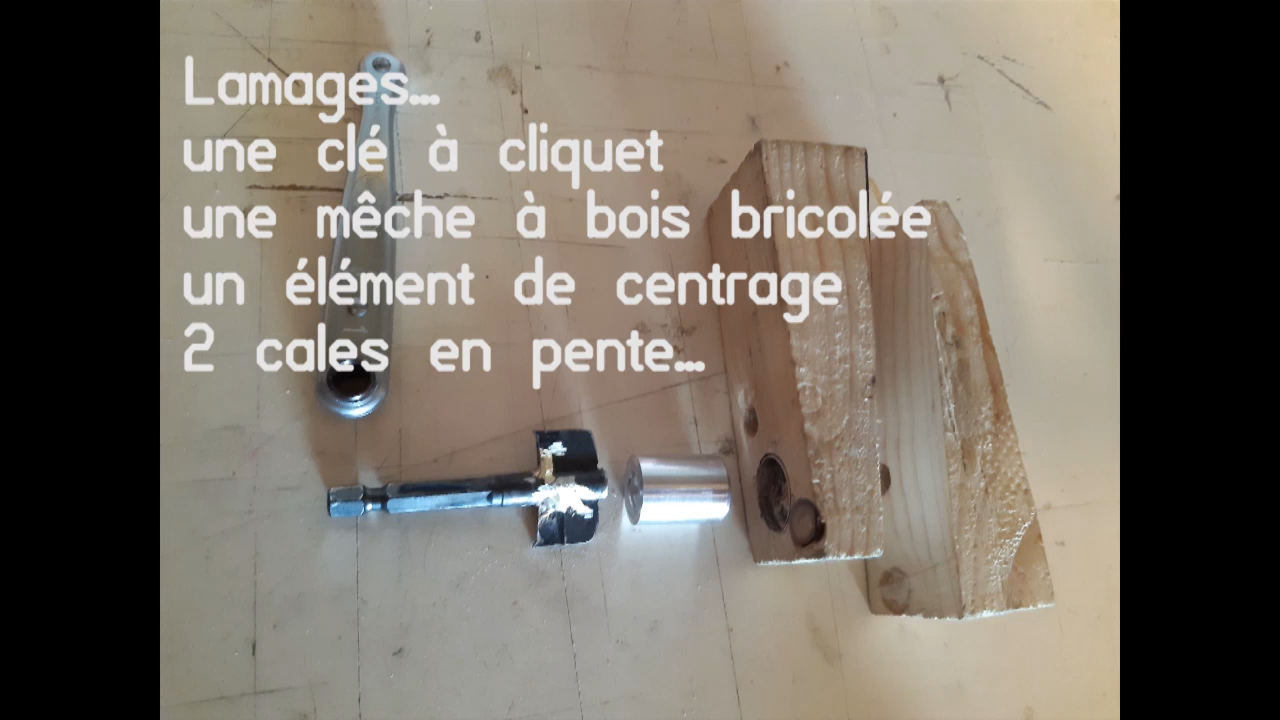 Lamages...
une clé à cliquet
une mêche à bois bricolée
un élément de centrage
2 cales en pente...